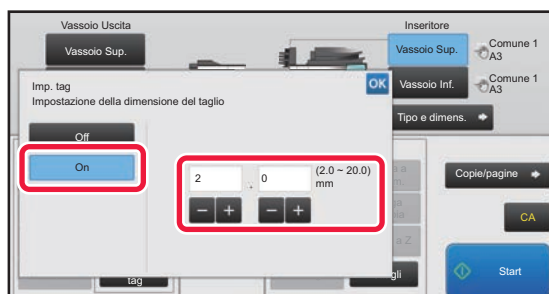 Vassoio Uscita
Inseritore
Vassoio Sup.
Vassoio Sup.
Comune 1
A3
Imp. tag
Impostazione della dimensione del taglio
OK
Vassoio Inf.
Comune 1
A3
Tipo e dimens.
Off
On
2 . 0 (2.0 ~ 20.0)
mm
Copie/pagine
CA
a Z
Start
tag
gli